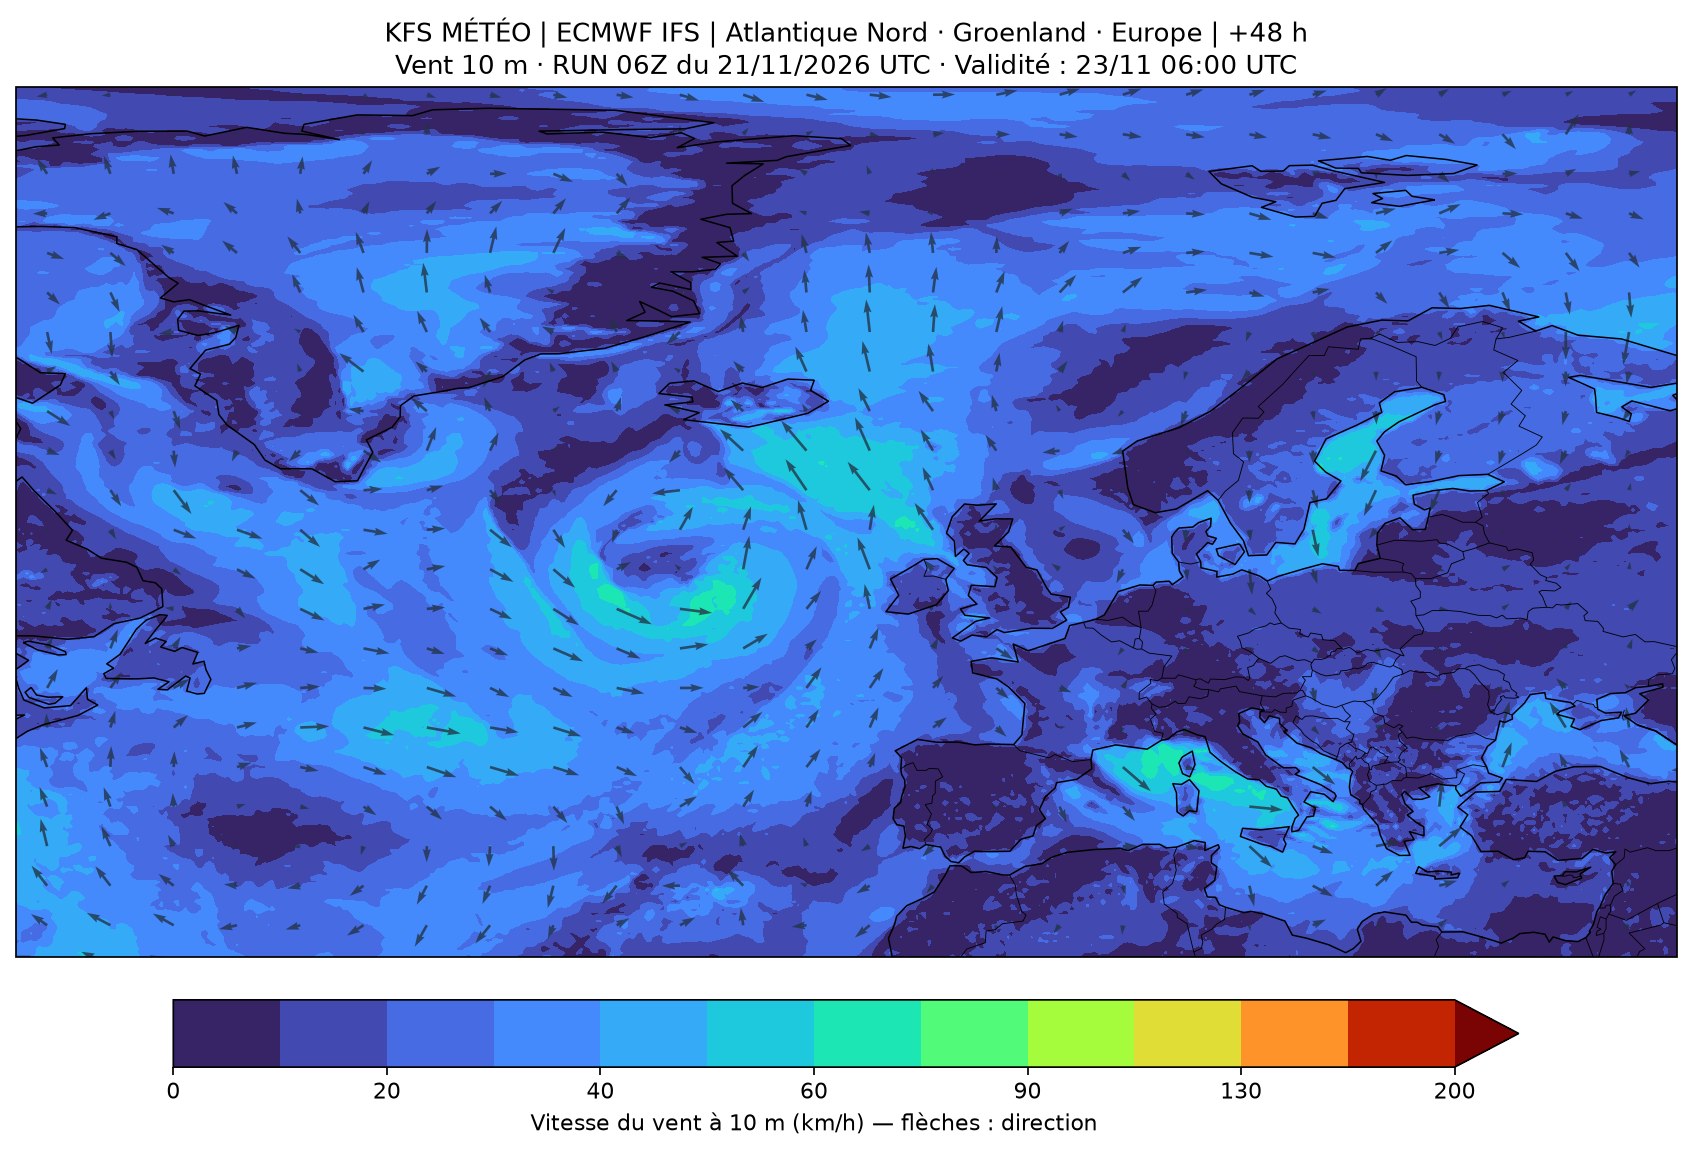 KFS MÉTÉO | ECMWF IFS | Atlantique Nord · Groenland · Europe | +48 h
Vent 10 m · RUN 06Z du 21/11/2026 UTC · Validité : 23/11 06:00 UTC
0 20 40 60 90 130 200
Vitesse du vent à 10 m (km/h) — flèches : direction